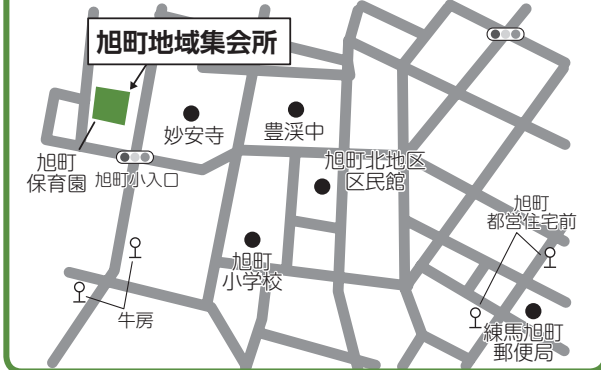 旭町地域集会所
妙安寺
豊渓中
旭町
保育園
旭町小入口
旭町北地区
区民館
旭町
都営住宅前
旭町
小学校
牛房
練馬旭町
郵便局